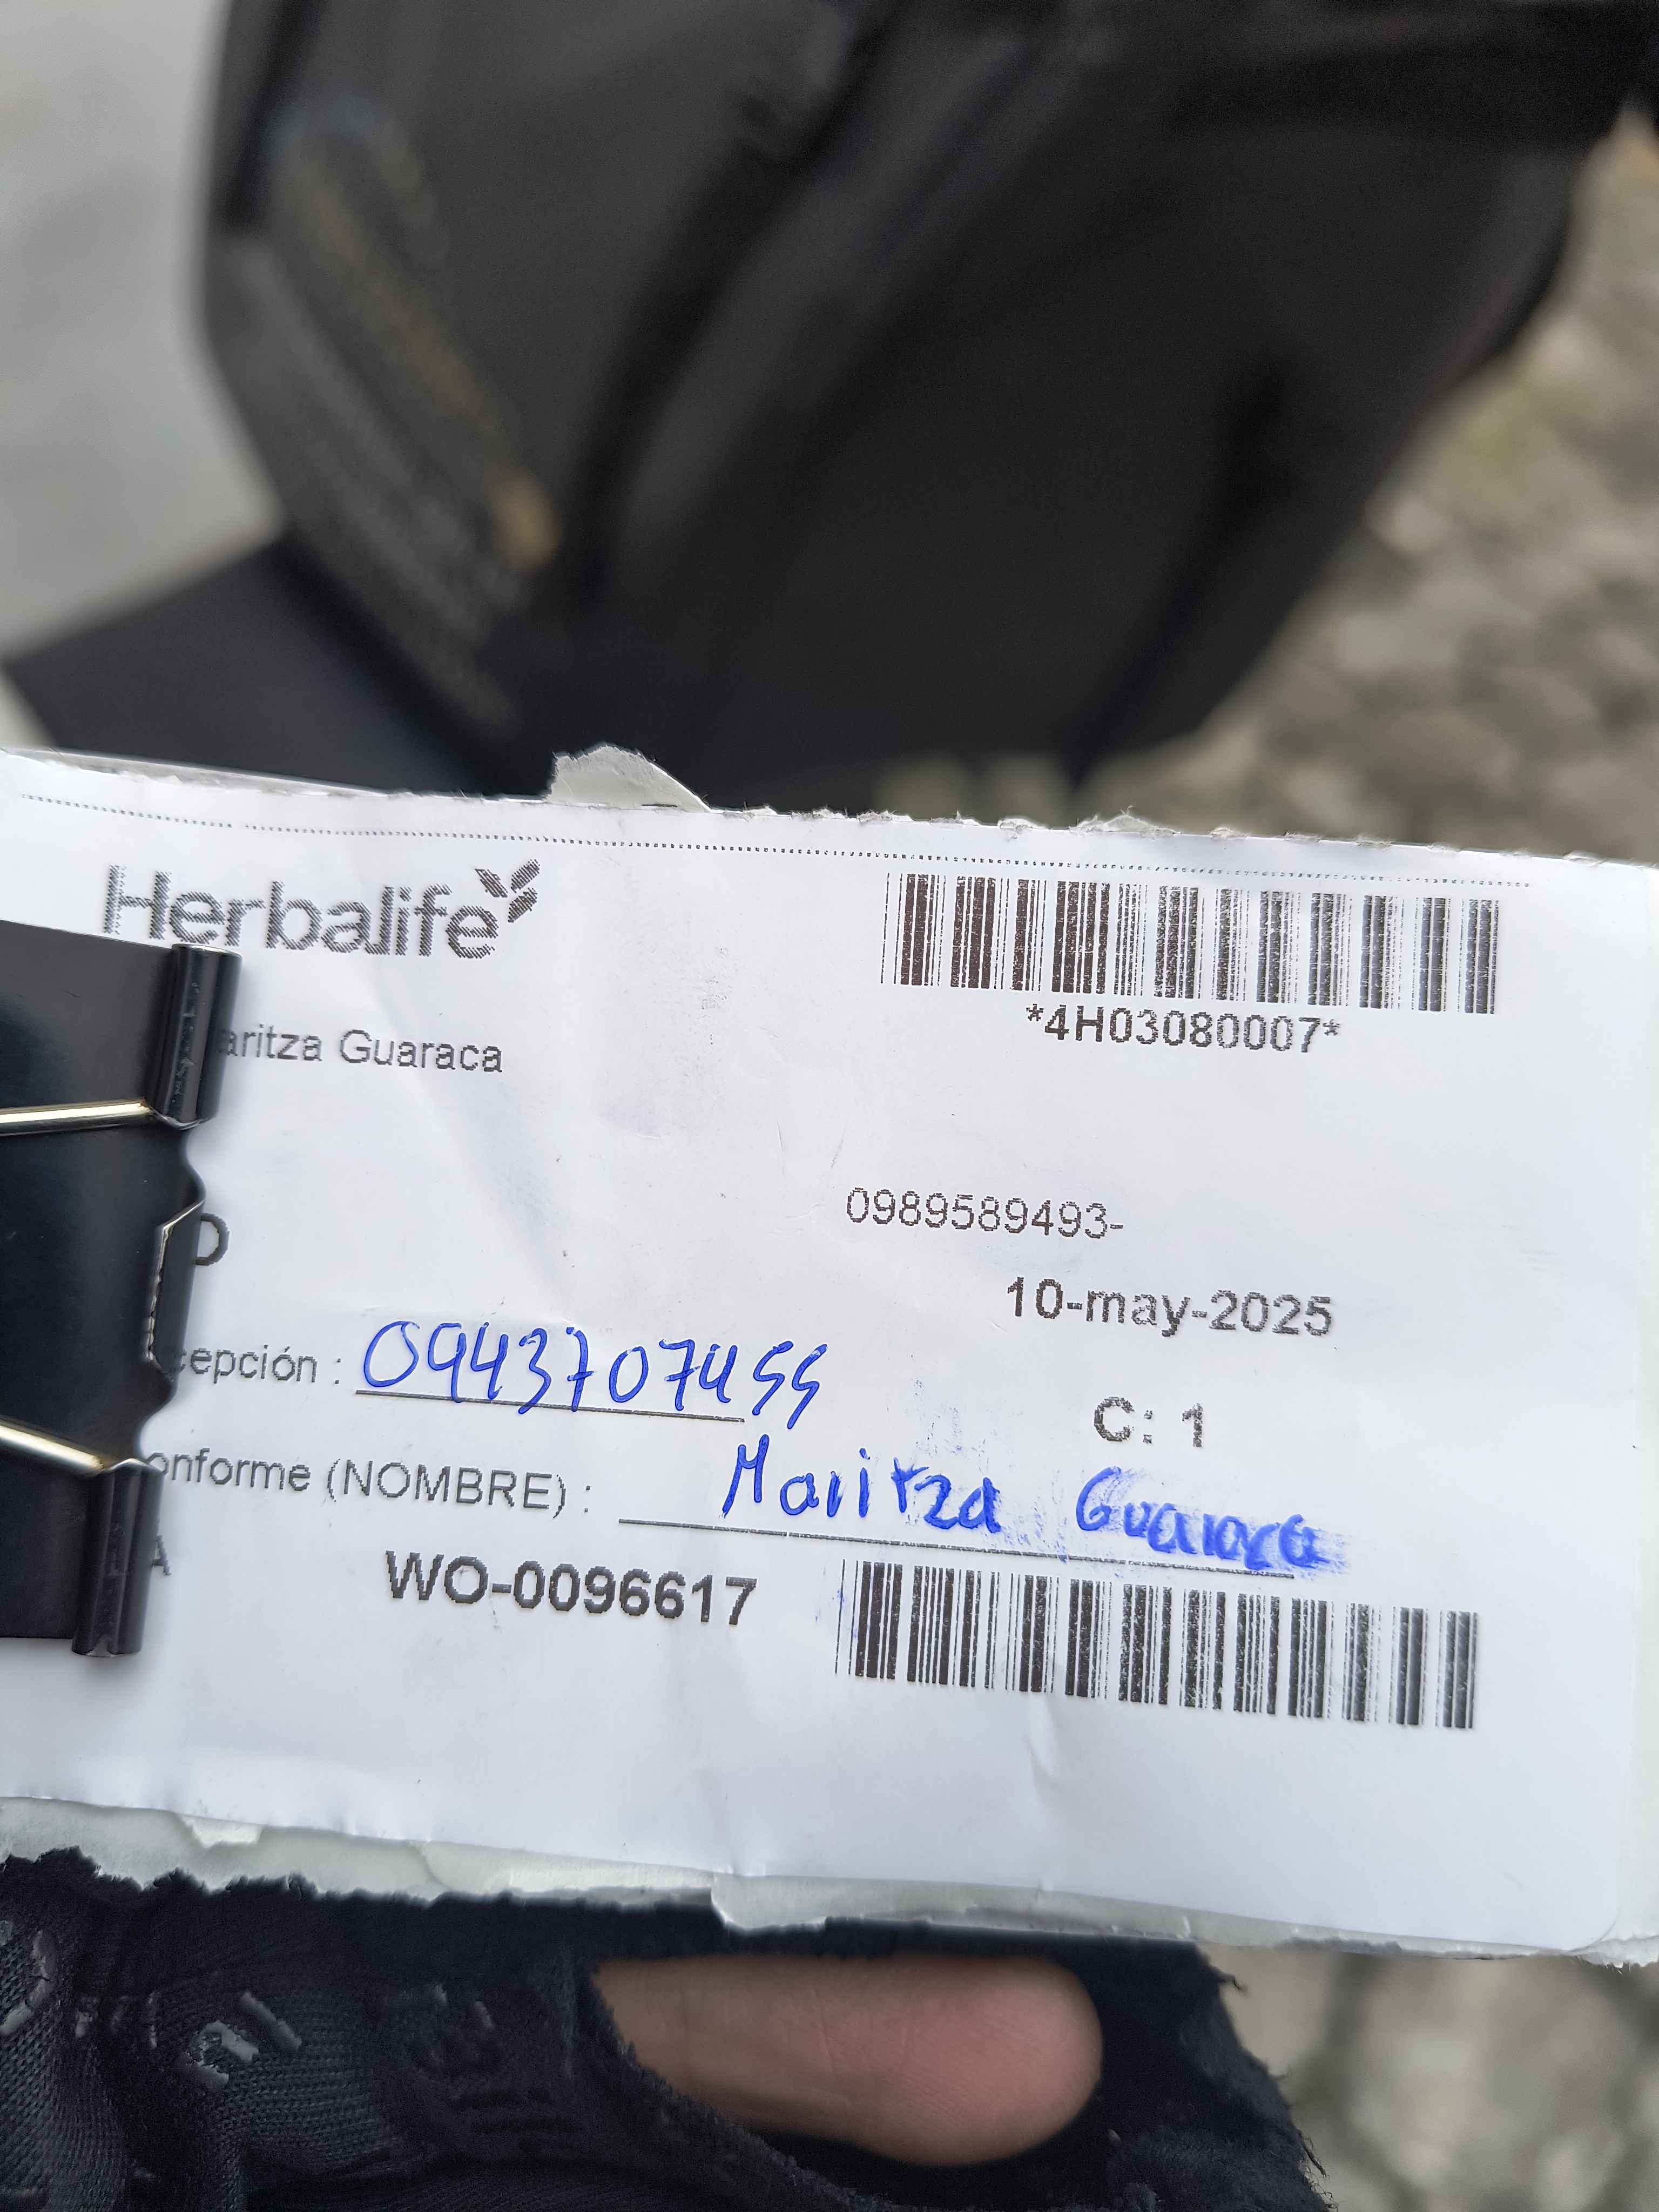 Herbalife
aritza Guaraca
*4H03080007*
0989589493-
D
10-may-2025
cepción : 0943707455
C: 1
onforme (NOMBRE) : Maritza Guaraca
A
WO-0096617